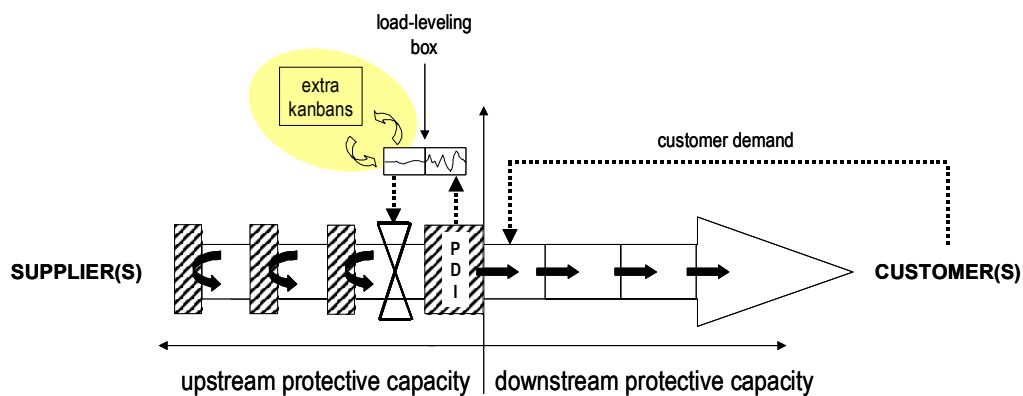 load-leveling
box
extra
kanbans
customer demand
P
D
I
SUPPLIER(S)
CUSTOMER(S)
upstream protective capacity
downstream protective capacity